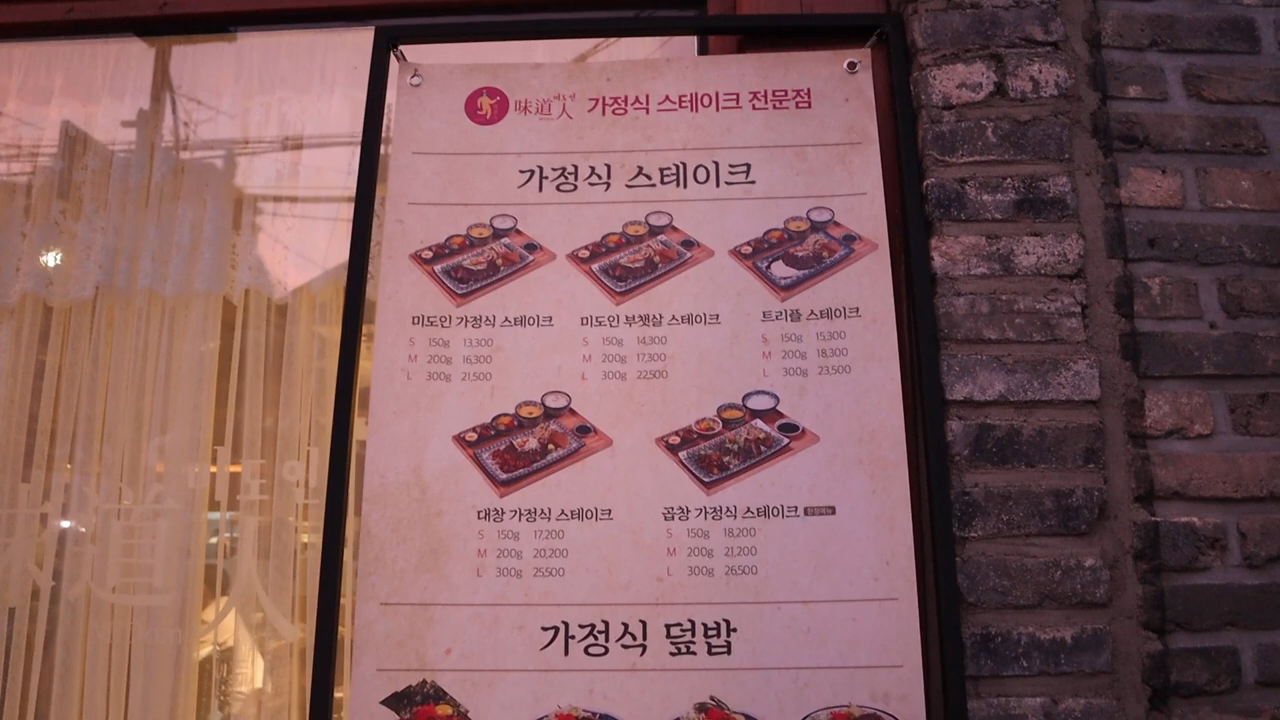 味道人 미도인 가정식 스테이크 전문점
가정식 스테이크
미도인 가정식 스테이크
S 150g 13,300
M 200g 16,300
L 300g 21,500
미도인 부챗살 스테이크
S 150g 14,300
M 200g 17,300
L 300g 22,500
트리플 스테이크
S 150g 15,300
M 200g 18,300
L 300g 23,500
대창 가정식 스테이크
S 150g 17,200
M 200g 20,200
L 300g 25,500
곱창 가정식 스테이크 한정메뉴
S 150g 18,200
M 200g 21,200
L 300g 26,500
가정식 덮밥